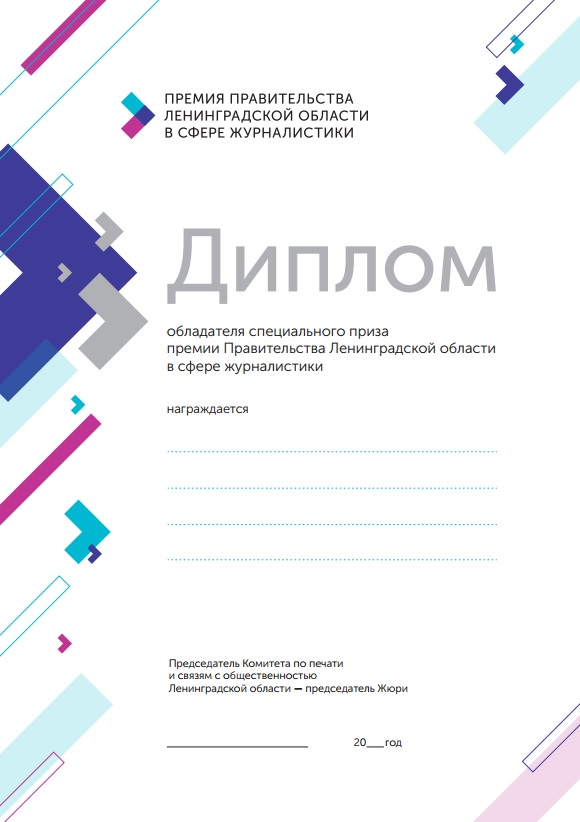 ПРЕМИЯ ПРАВИТЕЛЬСТВА
ЛЕНИНГРАДСКОЙ ОБЛАСТИ
В СФЕРЕ ЖУРНАЛИСТИКИ
Диплом
обладателя специального приза
премии Правительства Ленинградской области
в сфере журналистики
награждается
Председатель Комитета по печати
и связям с общественностью
Ленинградской области — председатель Жюри
20___год